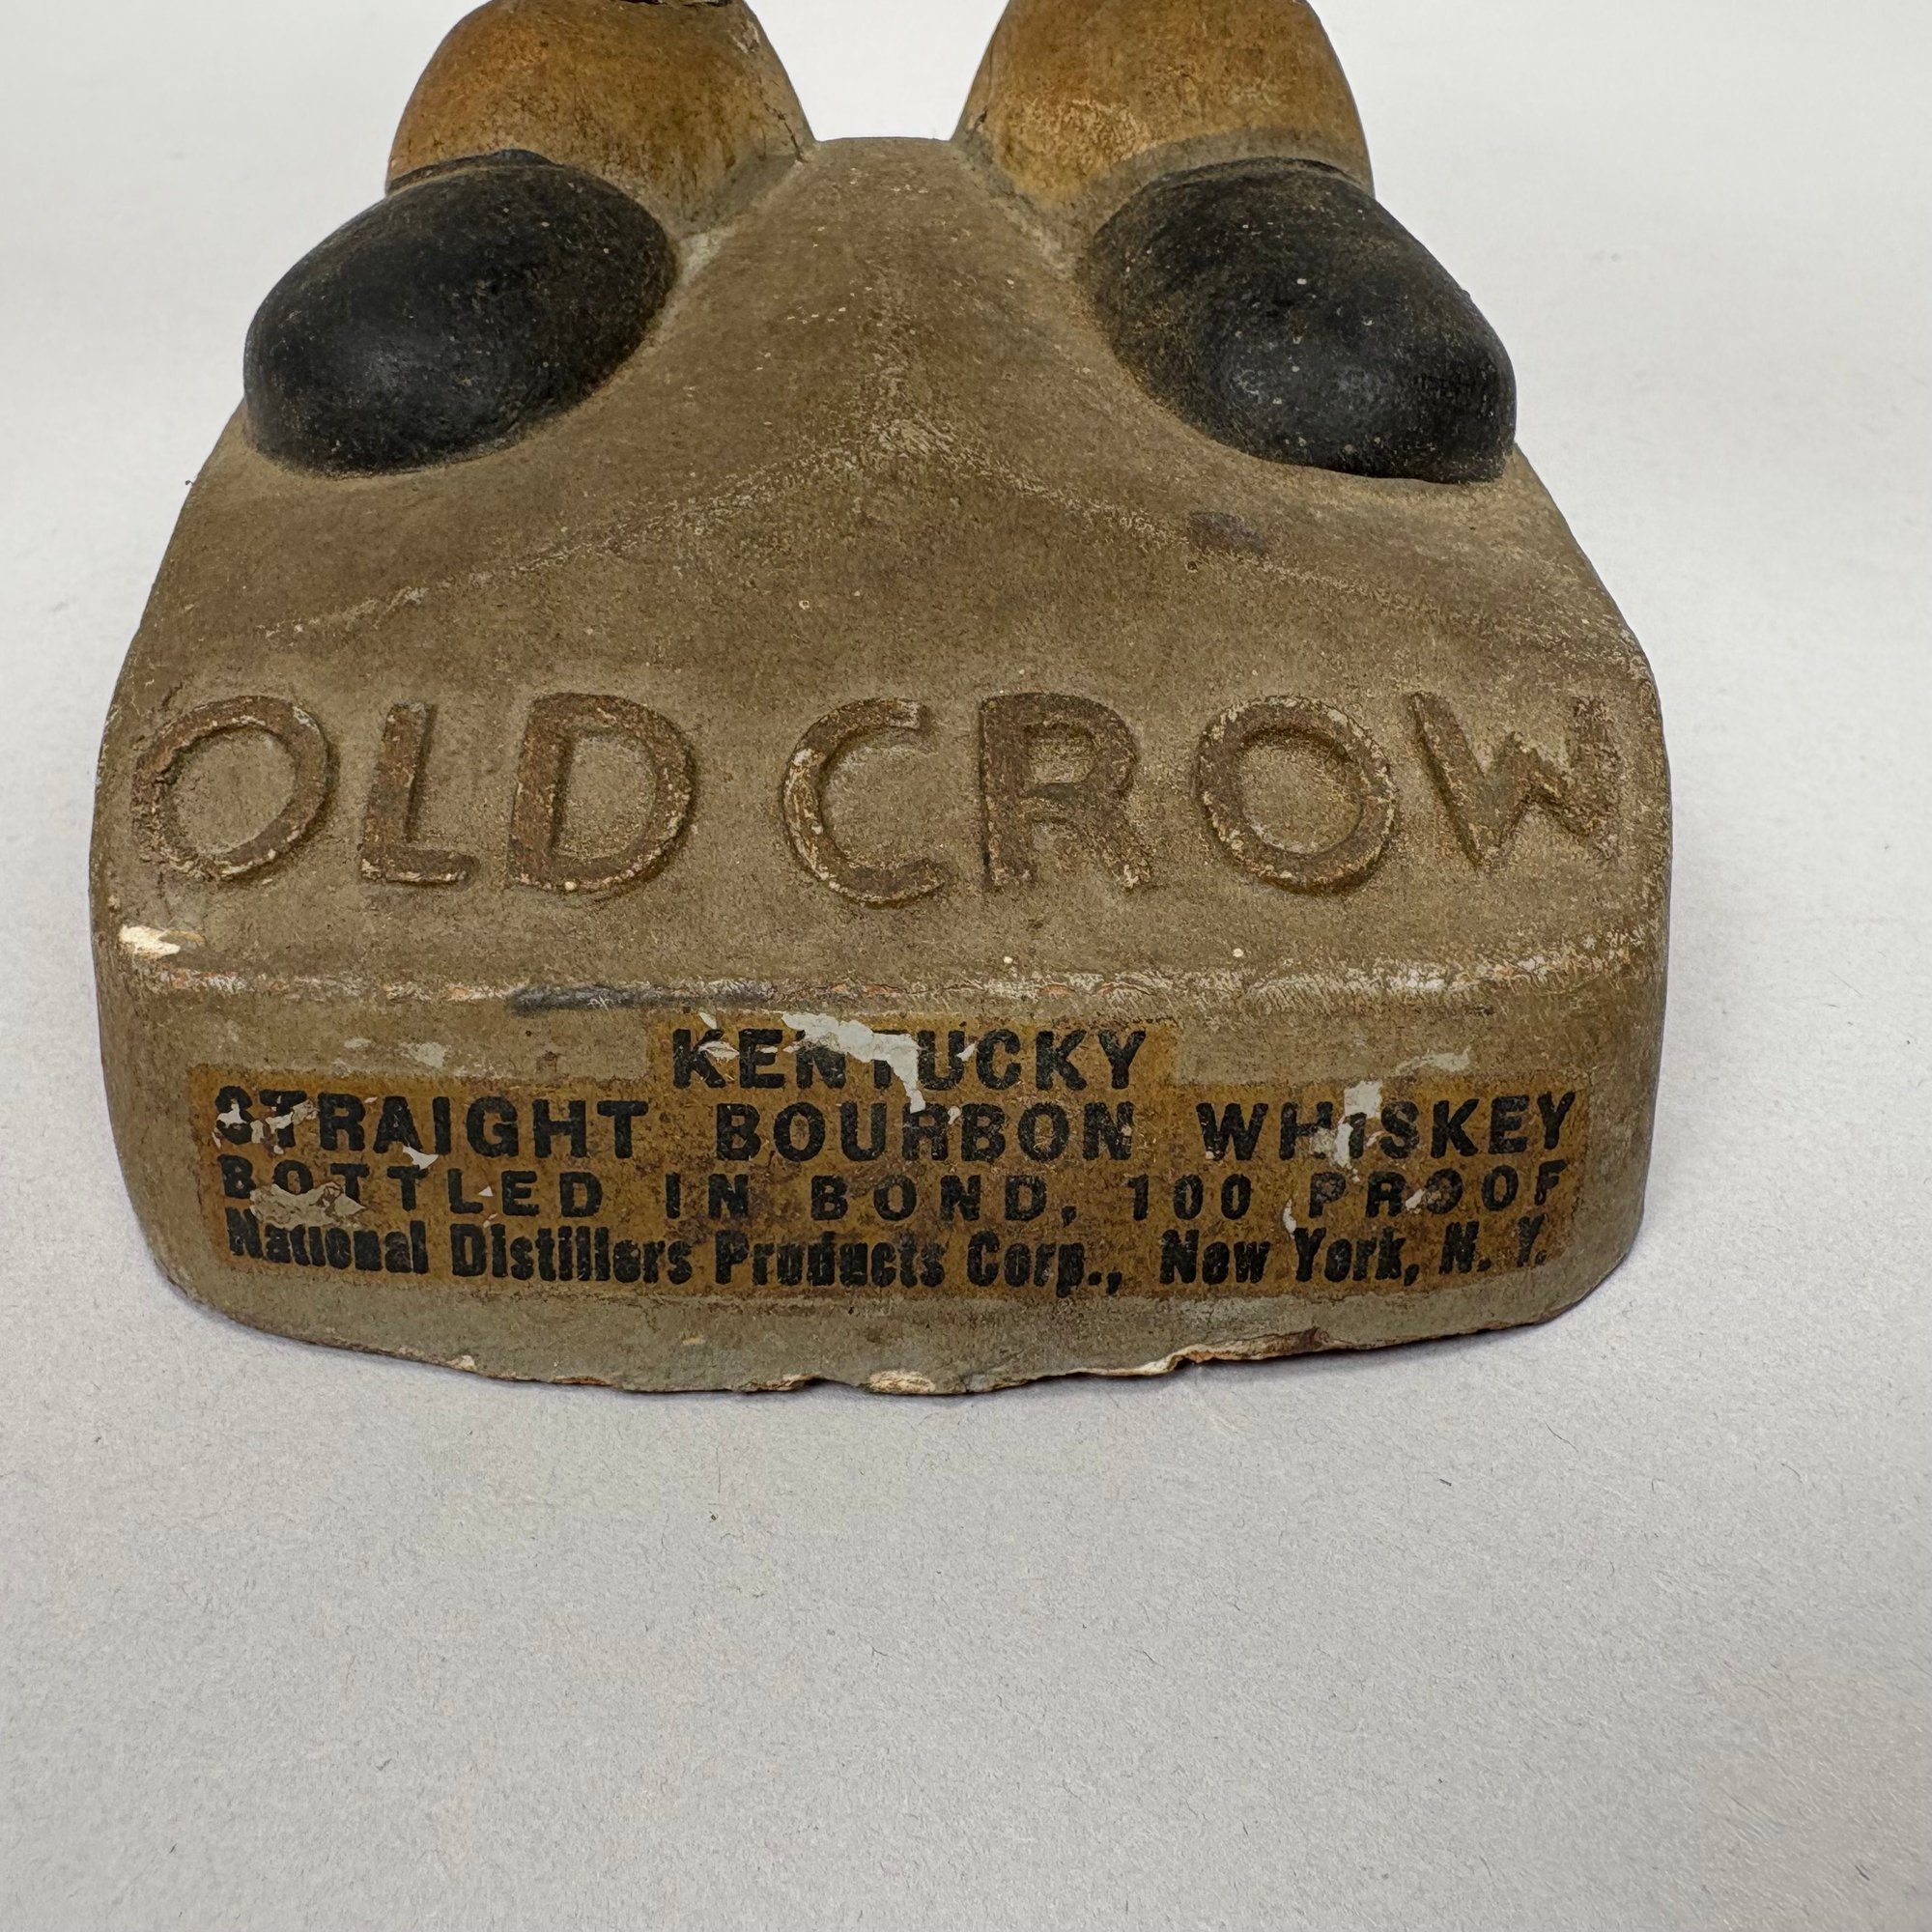 OLD CROW
KENTUCKY
STRAIGHT BOURBON WHISKEY
BOTTLED IN BOND, 100 PROOF
National Distillers Products Corp., New York, N. Y.